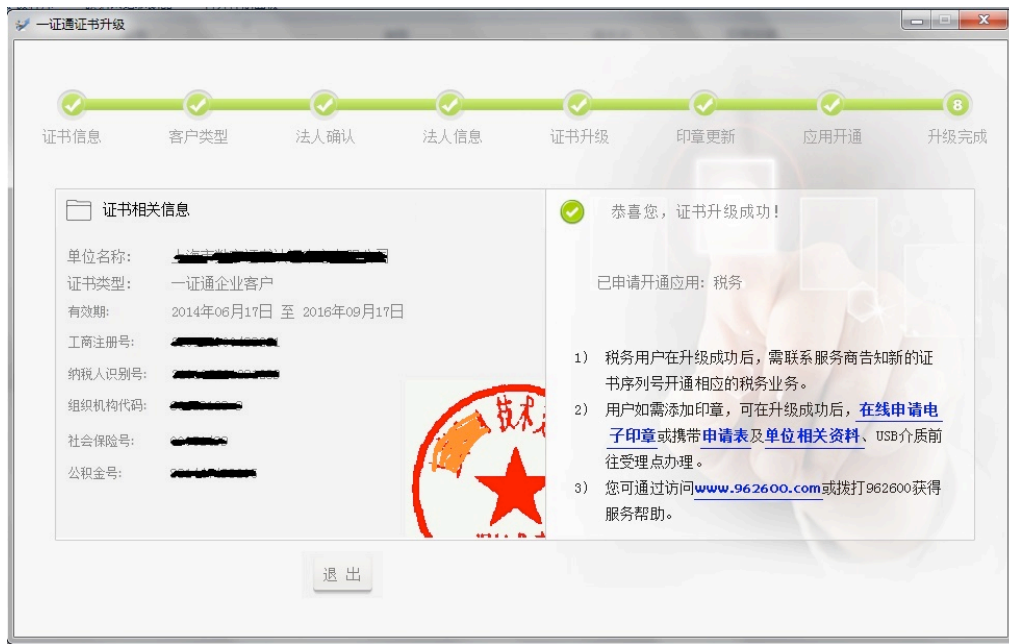 一证通证书升级
证书信息 客户类型 法人确认 法人信息 证书升级 印章更新 应用开通 8 升级完成
证书相关信息
单位名称:
证书类型: 一证通企业客户
有效期: 2014年06月17日 至 2016年09月17日
工商注册号:
纳税人识别号:
组织机构代码:
社会保险号:
公积金号:
技术
退 出
恭喜您，证书升级成功！
已申请开通应用: 税务
1) 税务用户在升级成功后，需联系服务商告知新的证
书序列号开通相应的税务业务。
2) 用户如需添加印章，可在升级成功后，在线申请电
子印章或携带申请表及单位相关资料、USB介质前
往受理点办理。
3) 您可通过访问www.962600.com或拨打962600获得
服务帮助。